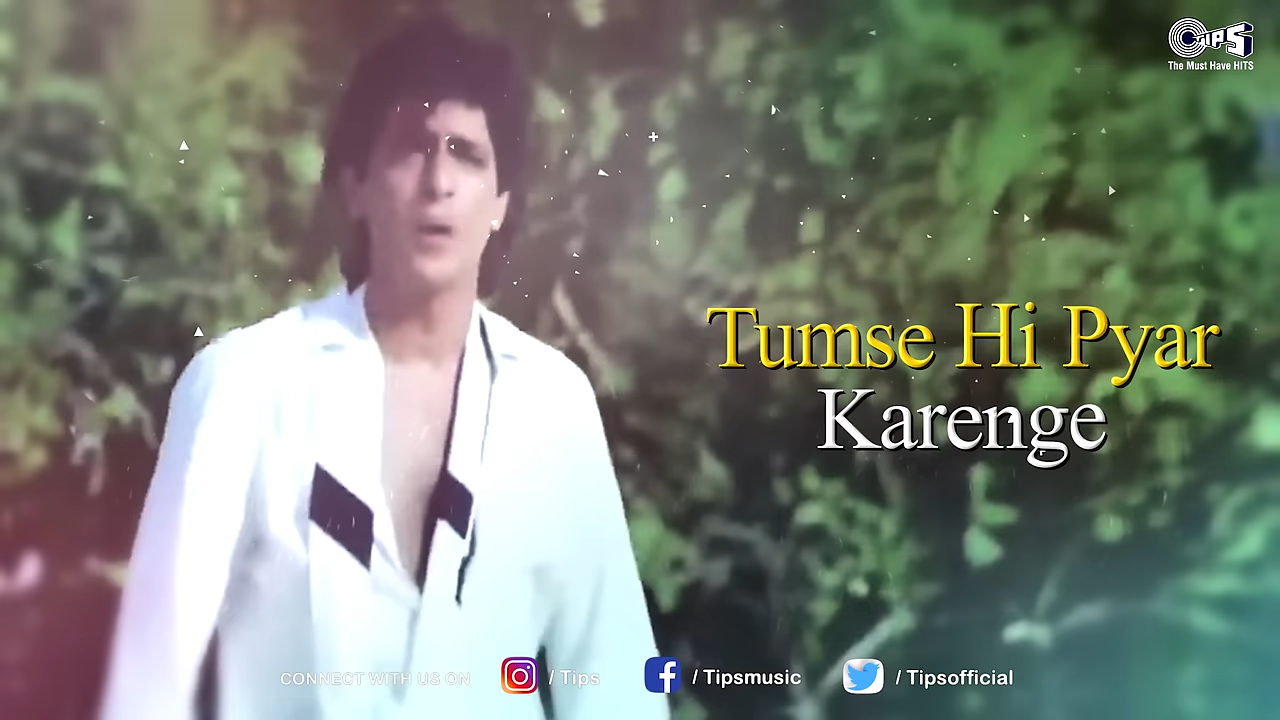 TIPS
The Must Have HITS
Tumse Hi Pyar
Karenge
CONNECT WITH US ON / Tips / Tipsmusic / Tipsofficial